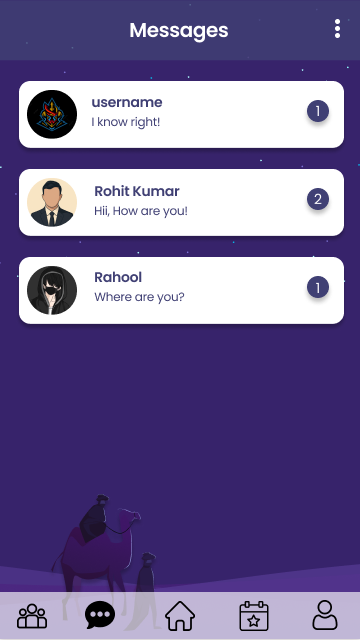 Messages
username
I know right!
1
Rohit Kumar
Hii, How are you!
2
Rahool
Where are you?
1